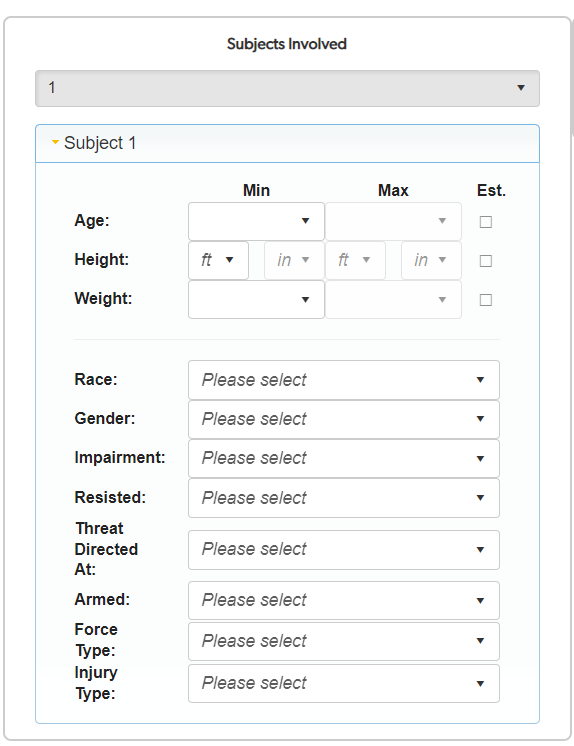 Subjects Involved
1
Subject 1
Min Max Est.
Age:
Height: ft in ft in
Weight:
Race: Please select
Gender: Please select
Impairment: Please select
Resisted: Please select
Threat
Directed
At: Please select
Armed: Please select
Force
Type: Please select
Injury
Type: Please select